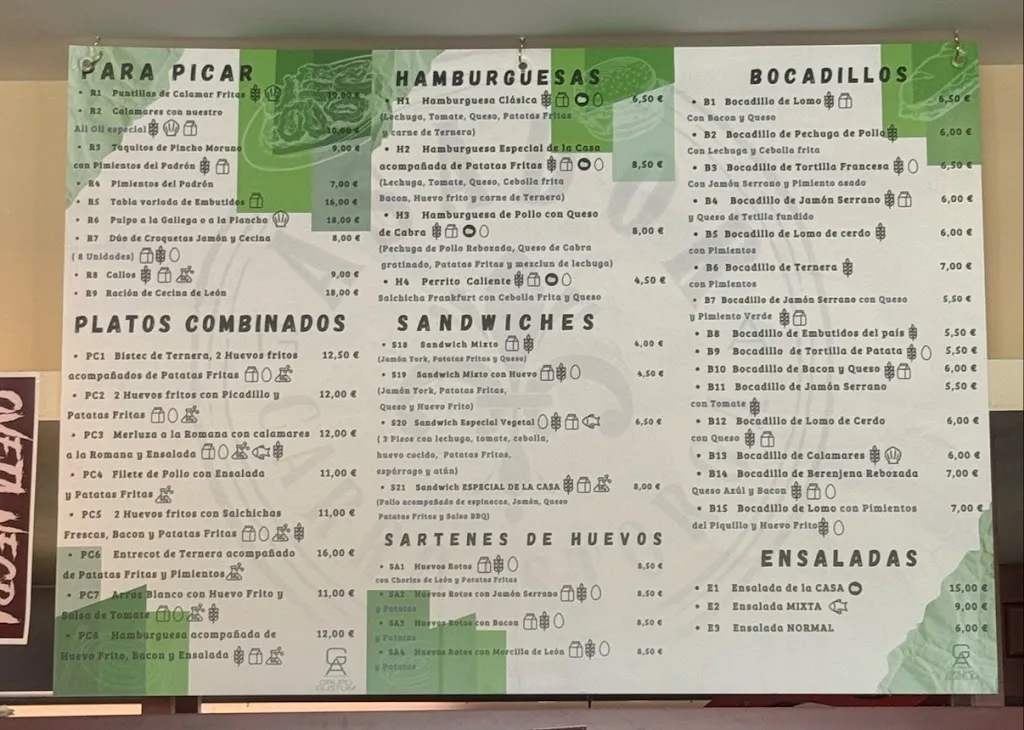 PARA PICAR
• R1 Puntillas de Calamar Fritas 10,00 €
• R2 Calamares con nuestro
Ali Oli especial 10,00 €
• R3 Taquitos de Pincho Moruno 9,00 €
con Pimientos del Padrón
• R4 Pimientos del Padrón 7,00 €
• R5 Tabla variada de Embutidos 16,00 €
• R6 Pulpo a la Gallega o a la Plancha 18,00 €
• R7 Dúo de Croquetas Jamón y Cecina 8,00 €
( 8 Unidades)
• R8 Callos 9,00 €
• R9 Ración de Cecina de León 18,00 €
PLATOS COMBINADOS
• PC1 Bistec de Ternera, 2 Huevos fritos 12,50 €
acompañados de Patatas Fritas
• PC2 2 Huevos fritos con Picadillo y 12,00 €
Patatas Fritas
• PC3 Merluza a la Romana con calamares 12,00 €
a la Romana y Ensalada
• PC4 Filete de Pollo con Ensalada 11,00 €
y Patatas Fritas
• PC5 2 Huevos fritos con Salchichas 11,00 €
Frescas, Bacon y Patatas Fritas
• PC6 Entrecot de Ternera acompañado 16,00 €
de Patatas Fritas y Pimientos
• PC7 Arroz Blanco con Huevo Frito y 11,00 €
Salsa de Tomate
• PC8 Hamburguesa acompañada de 12,00 €
Huevo Frito, Bacon y Ensalada
GRUPO
GUSTUM
HAMBURGUESAS
• H1 Hamburguesa Clásica 6,50 €
(Lechuga, Tomate, Queso, Patatas Fritas
y carne de Ternera)
• H2 Hamburguesa Especial de la Casa
acompañada de Patatas Fritas 8,50 €
(Lechuga, Tomate, Queso, Cebolla frita
Bacon, Huevo frito y carne de Ternera)
• H3 Hamburguesa de Pollo con Queso
de Cabra 8,00 €
(Pechuga de Pollo Rebozada, Queso de Cabra
gratinado, Patatas Fritas y mezclun de lechuga)
• H4 Perrito Caliente 4,50 €
Salchicha Frankfurt con Cebolla Frita y Queso
SANDWICHES
• S18 Sandwich Mixto 4,00 €
(Jamón York, Patatas Fritas y Queso)
• S19 Sandwich Mixto con Huevo 4,50 €
(Jamón York, Patatas Fritas,
Queso y Huevo Frito)
• S20 Sandwich Especial Vegetal 6,50 €
( 3 Pisos con lechuga, tomate, cebolla,
huevo cocido, Patatas Fritas,
espárrago y atún)
• S21 Sandwich ESPECIAL DE LA CASA 8,00 €
(Pollo acompañado de espinacas, Jamón, Queso
Patatas Fritas y Salsa BBQ)
SARTENES DE HUEVOS
• SA1 Huevos Rotos 8,50 €
con Chorizo de León y Patatas Fritas
• SA2 Huevos Rotos con Jamón Serrano 8,50 €
y Patatas
• SA3 Huevos Rotos con Bacon 8,50 €
y Patatas
• SA4 Huevos Rotos con Morcilla de León 8,50 €
y Patatas
BOCADILLOS
• B1 Bocadillo de Lomo 6,50 €
Con Bacon y Queso
• B2 Bocadillo de Pechuga de Pollo 6,00 €
Con Lechuga y Cebolla frita
• B3 Bocadillo de Tortilla Francesa 6,50 €
Con Jamón Serrano y Pimiento asado
• B4 Bocadillo de Jamón Serrano 6,00 €
y Queso de Tetilla fundido
• B5 Bocadillo de Lomo de cerdo 6,00 €
con Pimientos
• B6 Bocadillo de Ternera 7,00 €
con Pimientos
• B7 Bocadillo de Jamón Serrano con Queso 5,50 €
y Pimiento Verde
• B8 Bocadillo de Embutidos del país 5,50 €
• B9 Bocadillo de Tortilla de Patata 5,50 €
• B10 Bocadillo de Bacon y Queso 6,00 €
• B11 Bocadillo de Jamón Serrano 5,50 €
con Tomate
• B12 Bocadillo de Lomo de Cerdo 6,00 €
con Queso
• B13 Bocadillo de Calamares 6,00 €
• B14 Bocadillo de Berenjena Rebozada 7,00 €
Queso Azúl y Bacon
• B15 Bocadillo de Lomo con Pimientos 7,00 €
del Piquillo y Huevo Frito
ENSALADAS
• E1 Ensalada de la CASA 15,00 €
• E2 Ensalada MIXTA 9,00 €
• E3 Ensalada NORMAL 6,00 €